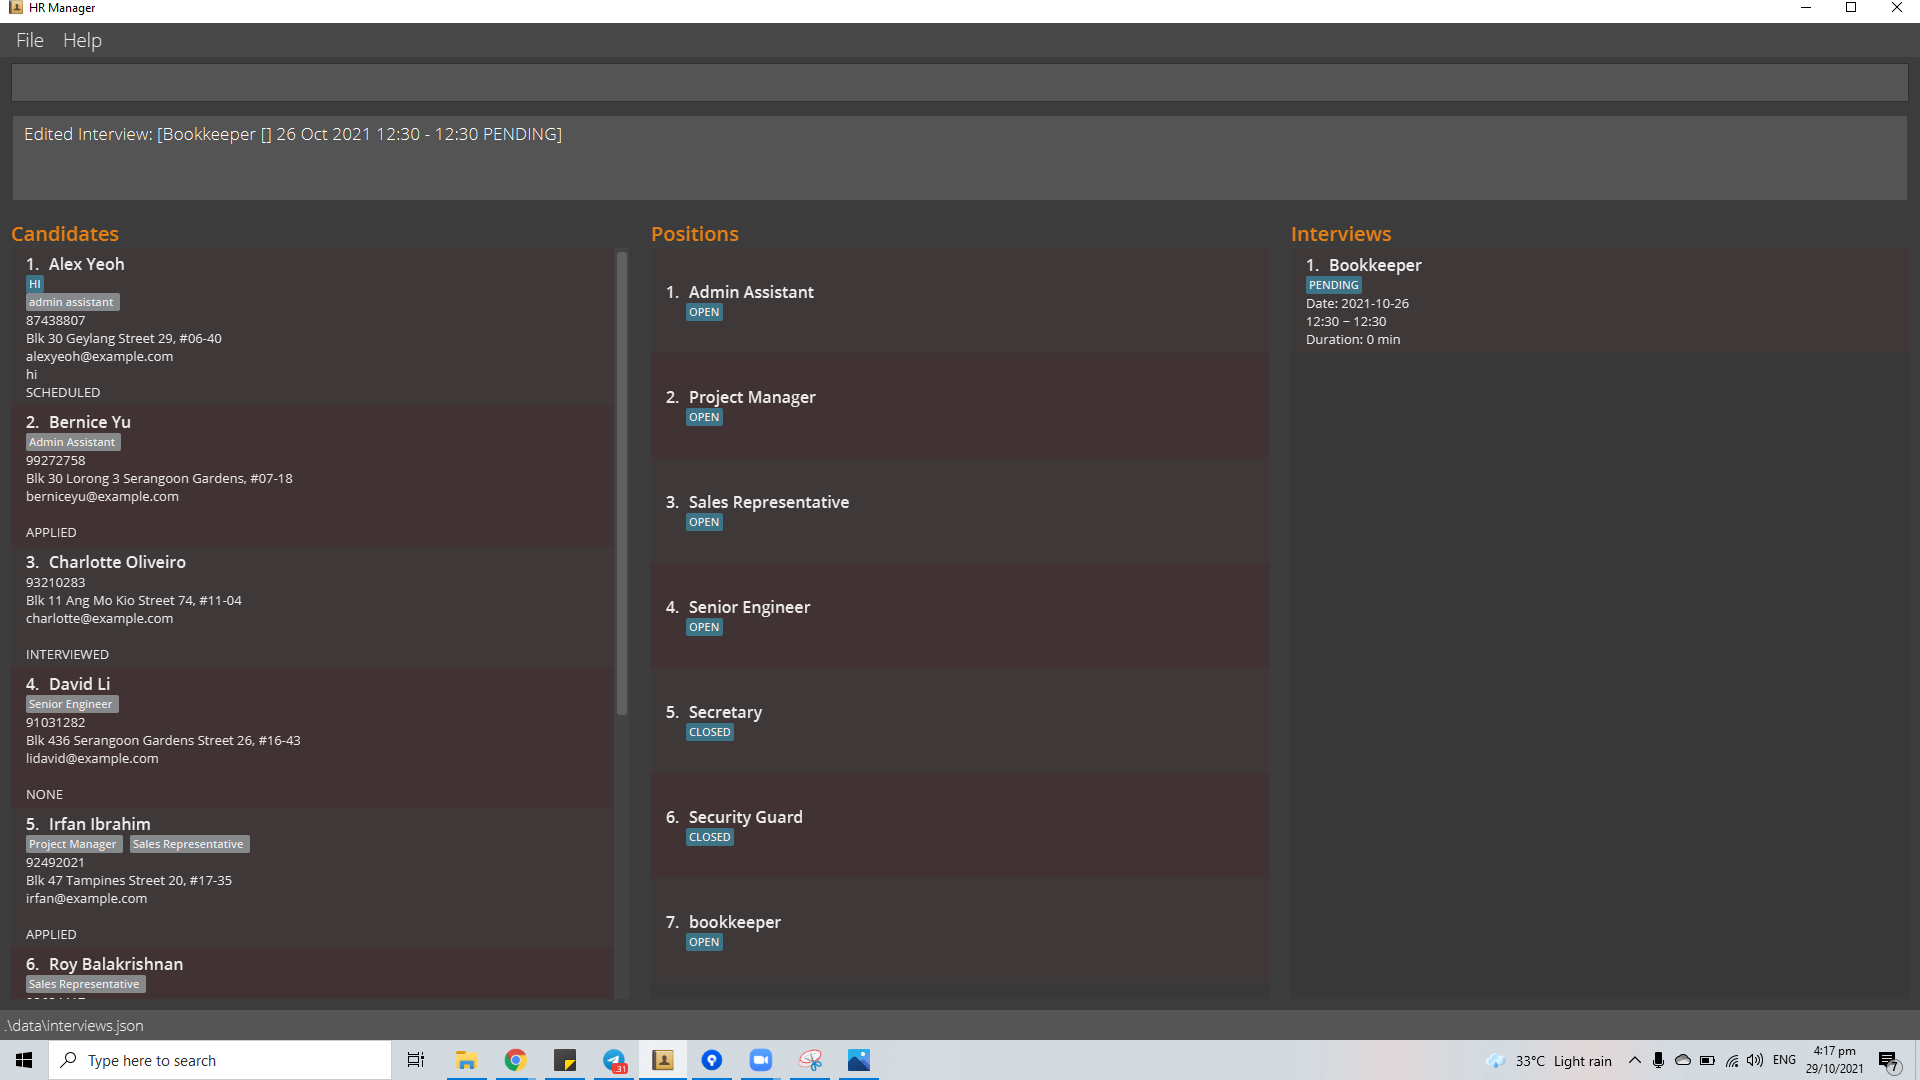 HR Manager
File Help
Edited Interview: [Bookkeeper [] 26 Oct 2021 12:30 - 12:30 PENDING]
Candidates
1. Alex Yeoh
HI
admin assistant
87438807
Blk 30 Geylang Street 29, #06-40
alexyeoh@example.com
hi
SCHEDULED
2. Bernice Yu
Admin Assistant
99272758
Blk 30 Lorong 3 Serangoon Gardens, #07-18
berniceyu@example.com
APPLIED
3. Charlotte Oliveiro
93210283
Blk 11 Ang Mo Kio Street 74, #11-04
charlotte@example.com
INTERVIEWED
4. David Li
Senior Engineer
91031282
Blk 436 Serangoon Gardens Street 26, #16-43
lidavid@example.com
NONE
5. Irfan Ibrahim
Project Manager Sales Representative
92492021
Blk 47 Tampines Street 20, #17-35
irfan@example.com
APPLIED
6. Roy Balakrishnan
Sales Representative
Positions
1. Admin Assistant
OPEN
2. Project Manager
OPEN
3. Sales Representative
OPEN
4. Senior Engineer
OPEN
5. Secretary
CLOSED
6. Security Guard
CLOSED
7. bookkeeper
OPEN
Interviews
1. Bookkeeper
PENDING
Date: 2021-10-26
12:30 – 12:30
Duration: 0 min
.\data\interviews.json
Type here to search
31
33°C Light rain
ENG
4:17 pm
29/10/2021
7